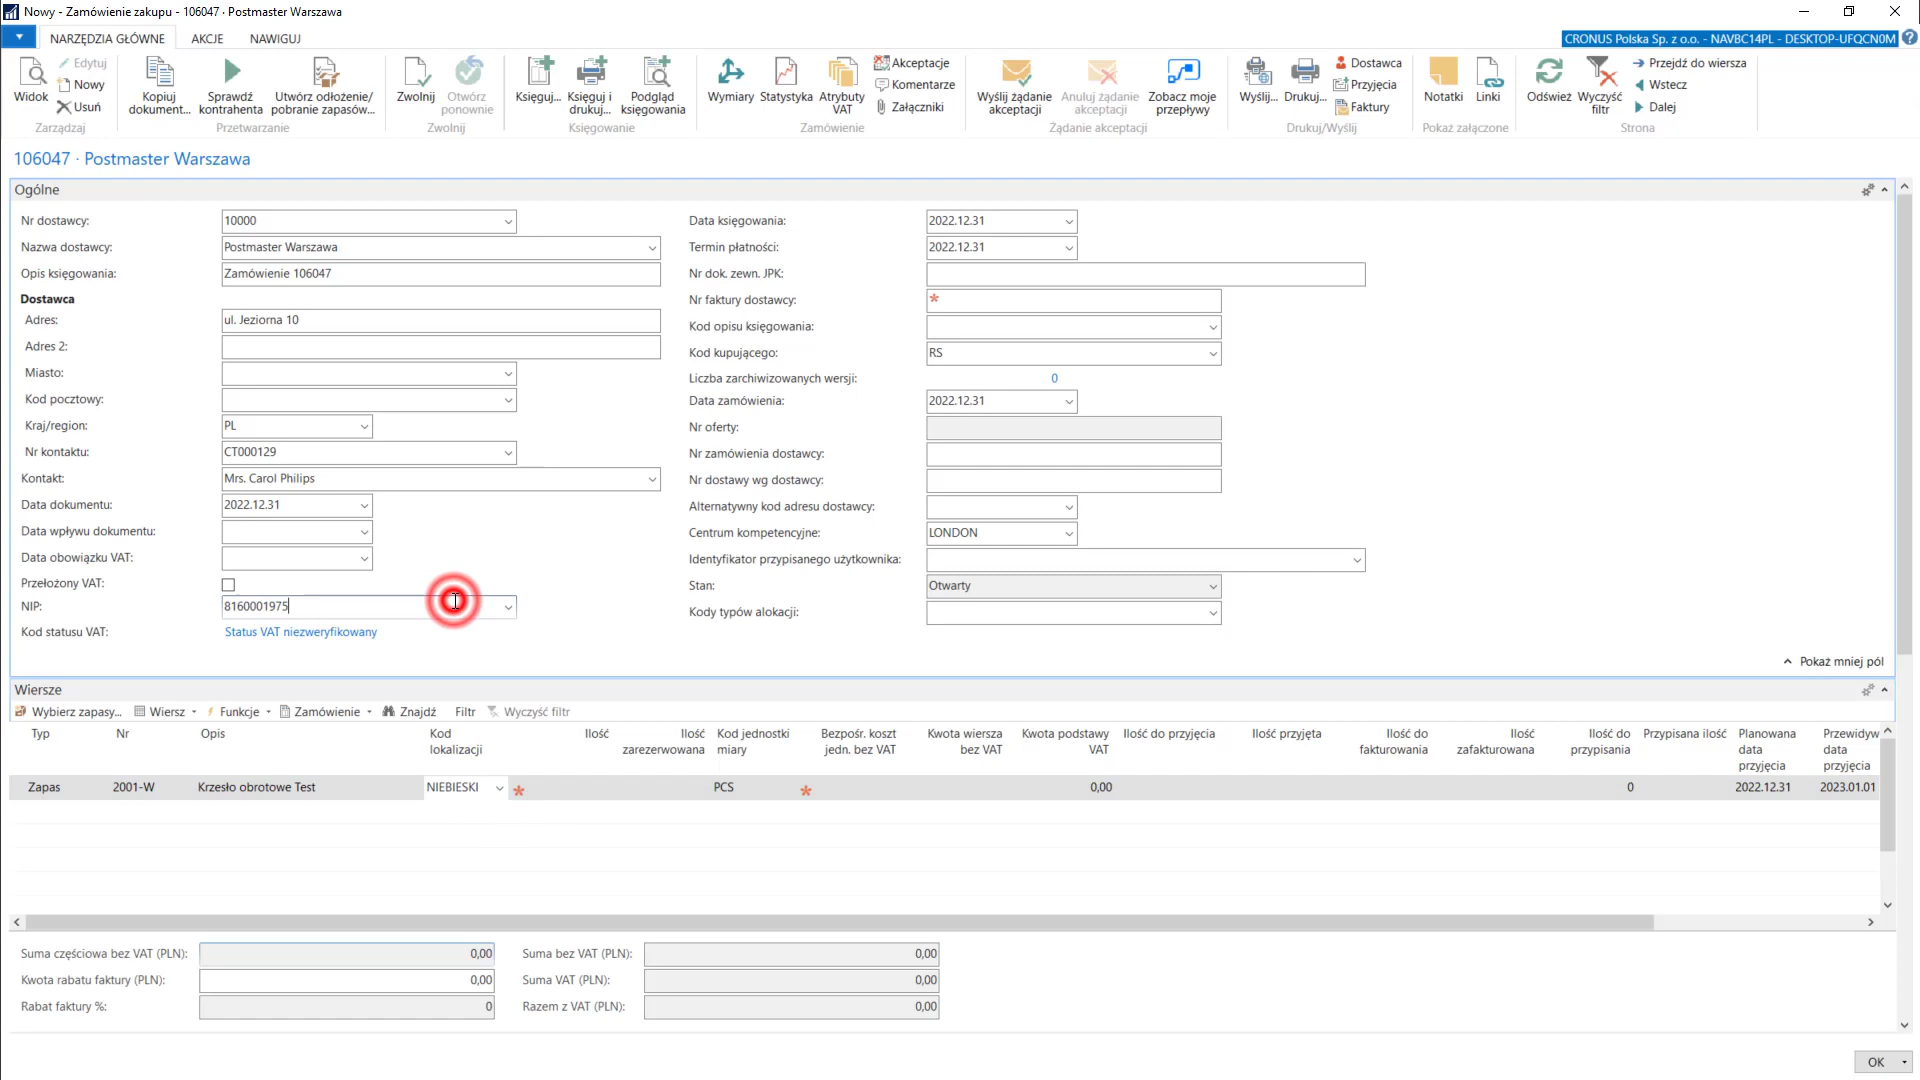 Nowy - Zamówienie zakupu - 106047 · Postmaster Warszawa
NARZĘDZIA GŁÓWNE AKCJE NAWIGUJ
CRONUS Polska Sp. z o.o. - NAVBC14PL - DESKTOP-UFQCN0M
Widok
Edytuj
Nowy
Usuń
Zarządzaj
Kopiuj dokument...
Sprawdź kontrahenta
Utwórz odłożenie/ pobranie zapasów...
Przetwarzanie
Zwolnij
Otwórz ponownie
Zwolnij
Księguj...
Księguj i drukuj...
Podgląd księgowania
Księgowanie
Wymiary
Statystyka
Atrybuty VAT
Akceptacje
Komentarze
Załączniki
Zamówienie
Wyślij żądanie akceptacji
Anuluj żądanie akceptacji
Zobacz moje przepływy
Żądanie akceptacji
Wyślij...
Drukuj...
Dostawca
Przyjęcia
Faktury
Drukuj/Wyślij
Notatki
Linki
Pokaż załączone
Odśwież
Wyczyść filtr
Przejdź do wiersza
Wstecz
Dalej
Strona
106047 · Postmaster Warszawa
Ogólne
Nr dostawcy: 10000
Nazwa dostawcy: Postmaster Warszawa
Opis księgowania: Zamówienie 106047
Dostawca
Adres: ul. Jeziorna 10
Adres 2:
Miasto:
Kod pocztowy:
Kraj/region: PL
Nr kontaktu: CT000129
Kontakt: Mrs. Carol Philips
Data dokumentu: 2022.12.31
Data wpływu dokumentu:
Data obowiązku VAT:
Przełożony VAT:
NIP: 8160001975
Kod statusu VAT: Status VAT niezweryfikowany
Data księgowania: 2022.12.31
Termin płatności: 2022.12.31
Nr dok. zewn. JPK:
Nr faktury dostawcy: *
Kod opisu księgowania:
Kod kupującego: RS
Liczba zarchiwizowanych wersji: 0
Data zamówienia: 2022.12.31
Nr oferty:
Nr zamówienia dostawcy:
Nr dostawy wg dostawcy:
Alternatywny kod adresu dostawcy:
Centrum kompetencyjne: LONDON
Identyfikator przypisanego użytkownika:
Stan: Otwarty
Kody typów alokacji:
Pokaż mniej pól
Wiersze
Wybierz zapasy... Wiersz Funkcje Zamówienie Znajdź Filtr Wyczyść filtr
Typ Nr Opis Kod lokalizacji Ilość Ilość zarezerwowana Kod jednostki miary Bezpośr. koszt jedn. bez VAT Kwota wiersza bez VAT Kwota podstawy VAT Ilość do przyjęcia Ilość przyjęta Ilość do fakturowania Ilość zafakturowana Ilość do przypisania Przypisana ilość Planowana data przyjęcia Przewidyw data przyjęcia
Zapas 2001-W Krzesło obrotowe Test NIEBIESKI * PCS * 0,00 0 2022.12.31 2023.01.01
Suma częściowa bez VAT (PLN): 0,00 Suma bez VAT (PLN): 0,00
Kwota rabatu faktury (PLN): 0,00 Suma VAT (PLN): 0,00
Rabat faktury %: 0 Razem z VAT (PLN): 0,00
OK